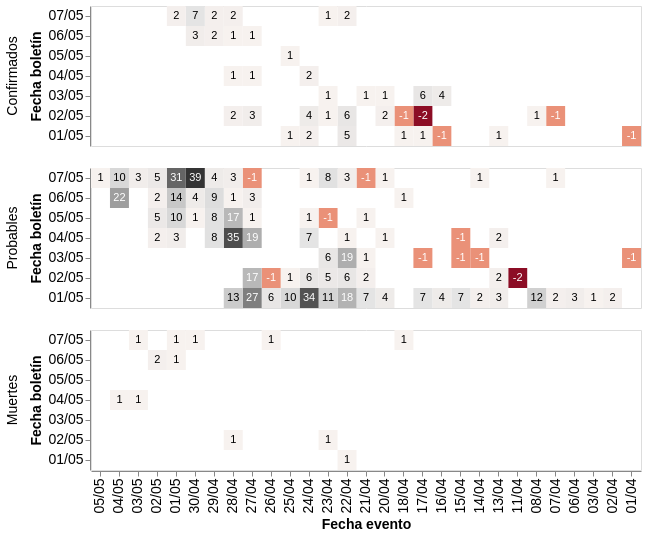 Confirmados
Fecha boletín
07/05 2 7 2 2 1 2
06/05 3 2 1 1
05/05 1
04/05 1 1 2
03/05 1 1 1 6 4
02/05 2 3 4 1 6 2 -1 -2 1 -1
01/05 1 2 5 1 1 -1 1 -1
Probables
Fecha boletín
07/05 1 10 3 5 31 39 4 3 -1 1 8 3 -1 1 1 1
06/05 22 2 14 4 9 1 3 1
05/05 5 10 1 8 17 1 1 -1 1
04/05 2 3 8 35 19 7 1 1 -1 2
03/05 6 19 1 -1 -1 -1 -1
02/05 17 -1 1 6 5 6 2 2 -2
01/05 13 27 6 10 34 11 18 7 4 7 4 7 2 3 12 2 3 1 2
Muertes
Fecha boletín
07/05 1 1 1 1 1
06/05 2 1
05/05
04/05 1 1
03/05
02/05 1 1
01/05 1
05/05 04/05 03/05 02/05 01/05 30/04 29/04 28/04 27/04 26/04 25/04 24/04 23/04 22/04 21/04 20/04 18/04 17/04 16/04 15/04 14/04 13/04 11/04 08/04 07/04 06/04 03/04 02/04 01/04
Fecha evento